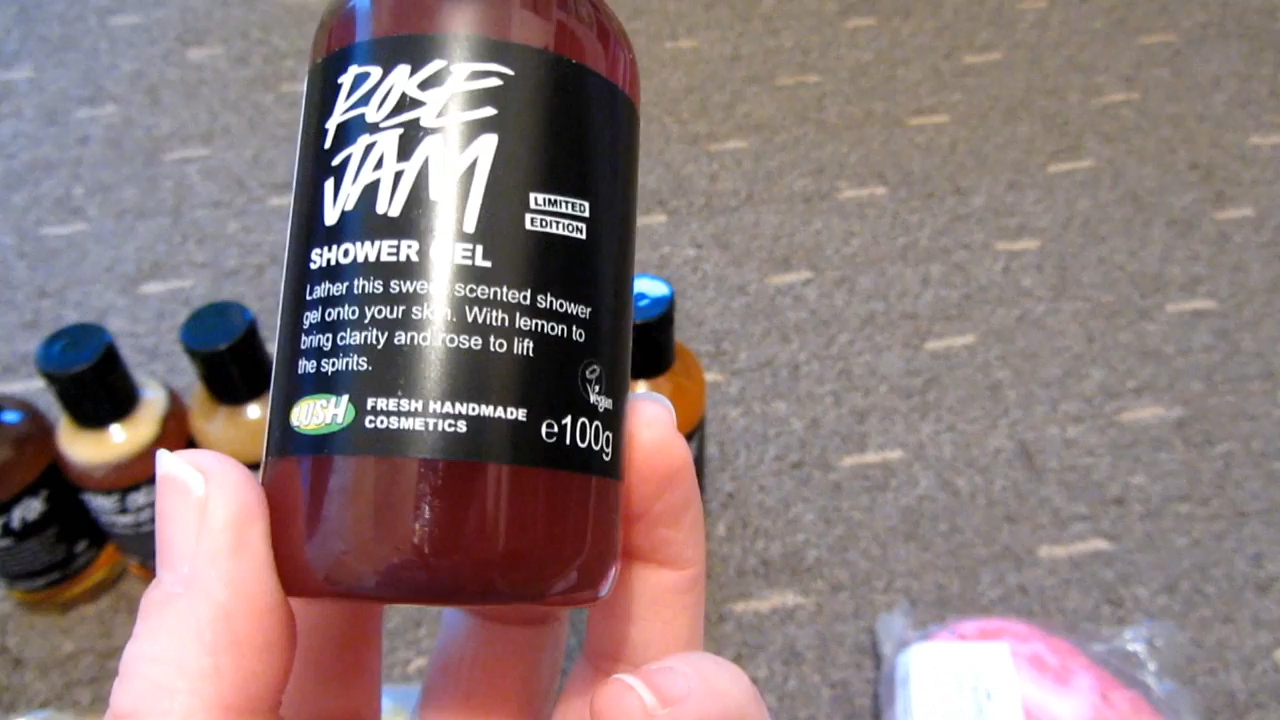 ROSE
JAM
LIMITED
EDITION
SHOWER GEL
Lather this sweet scented shower
gel onto your skin. With lemon to
bring clarity and rose to lift
the spirits.
Vegan
LUSH
FRESH HANDMADE
COSMETICS
e100g